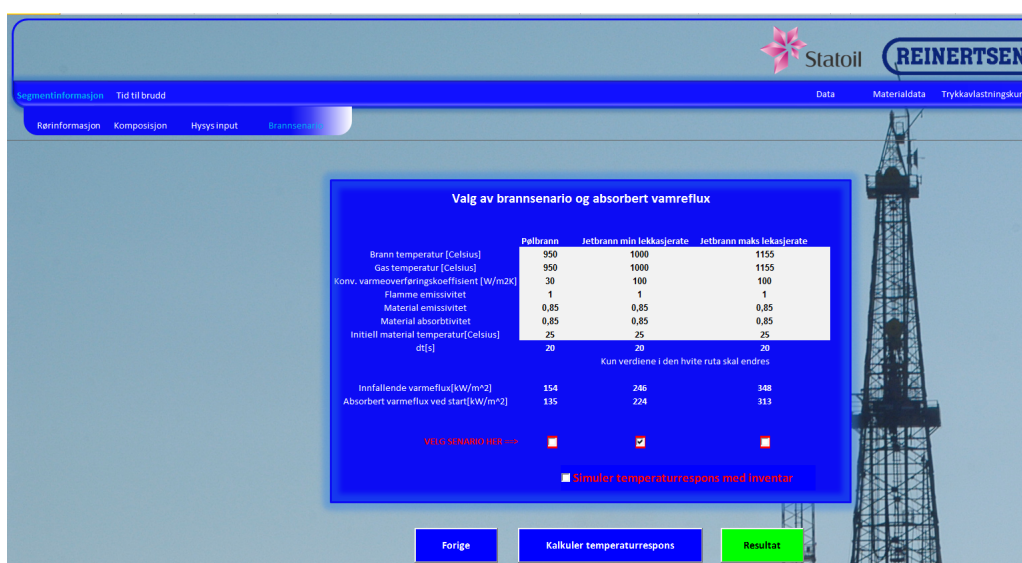 Statoil REINERTSEN
Segmentinformasjon Tid til brudd Data Materialdata Trykkavlastningskur
Rørinformasjon Komposisjon Hysys input Brannsenario
Valg av brannsenario og absorbert vamreflux
Pølbrann Jetbrann min lekkasjerate Jetbrann maks lekasjerate
Brann temperatur [Celsius] 950 1000 1155
Gas temperatur [Celsius] 950 1000 1155
Konv. varmeoverføringskoeffisient [W/m2K] 30 100 100
Flamme emissivitet 1 1 1
Material emissivitet 0,85 0,85 0,85
Material absorbtivitet 0,85 0,85 0,85
Initiell material temperatur[Celsius] 25 25 25
dt[s] 20 20 20
Kun verdiene i den hvite ruta skal endres
Innfallende varmeflux[kW/m^2] 154 246 348
Absorbert varmeflux ved start[kW/m^2] 135 224 313
VELG SENARIO HER ==>
Simuler temperaturrespons med inventar
Forige Kalkuler temperaturrespons Resultat